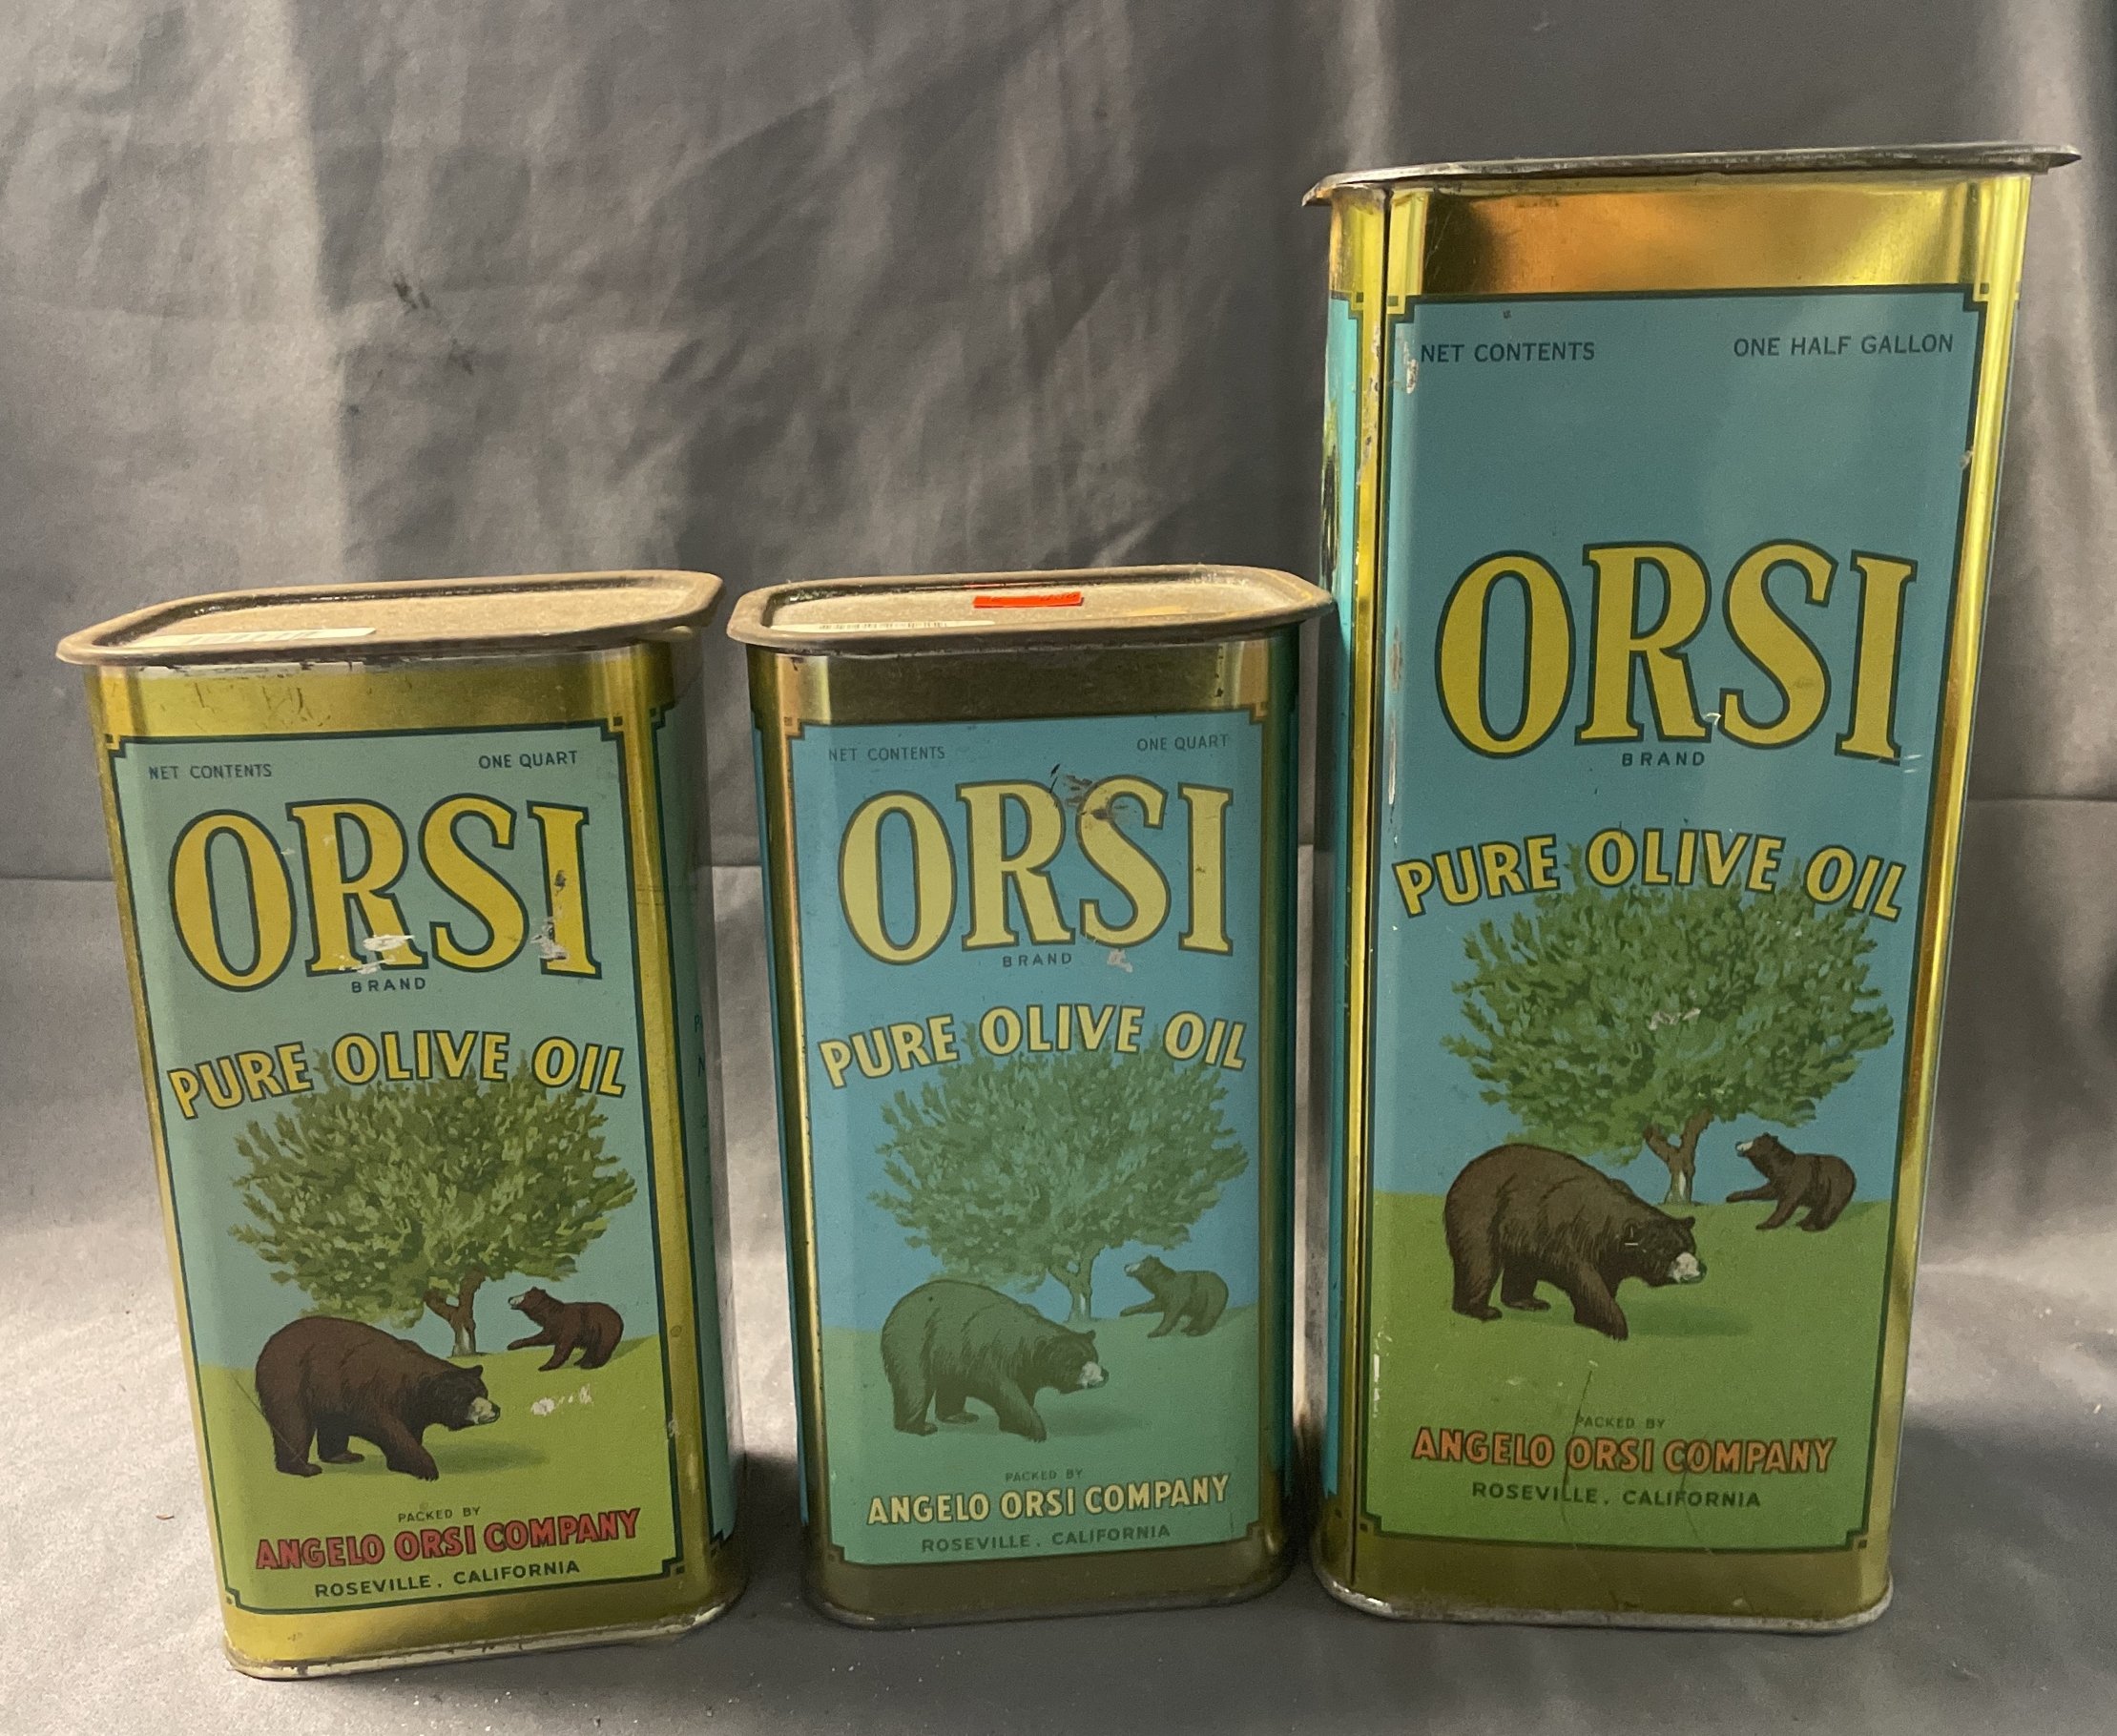 NET CONTENTS ONE QUART
ORSI
BRAND
PURE OLIVE OIL
PACKED BY
ANGELO ORSI COMPANY
ROSEVILLE, CALIFORNIA
NET CONTENTS ONE QUART
ORSI
BRAND
PURE OLIVE OIL
PACKED BY
ANGELO ORSI COMPANY
ROSEVILLE, CALIFORNIA
NET CONTENTS ONE HALF GALLON
ORSI
BRAND
PURE OLIVE OIL
PACKED BY
ANGELO ORSI COMPANY
ROSEVILLE, CALIFORNIA